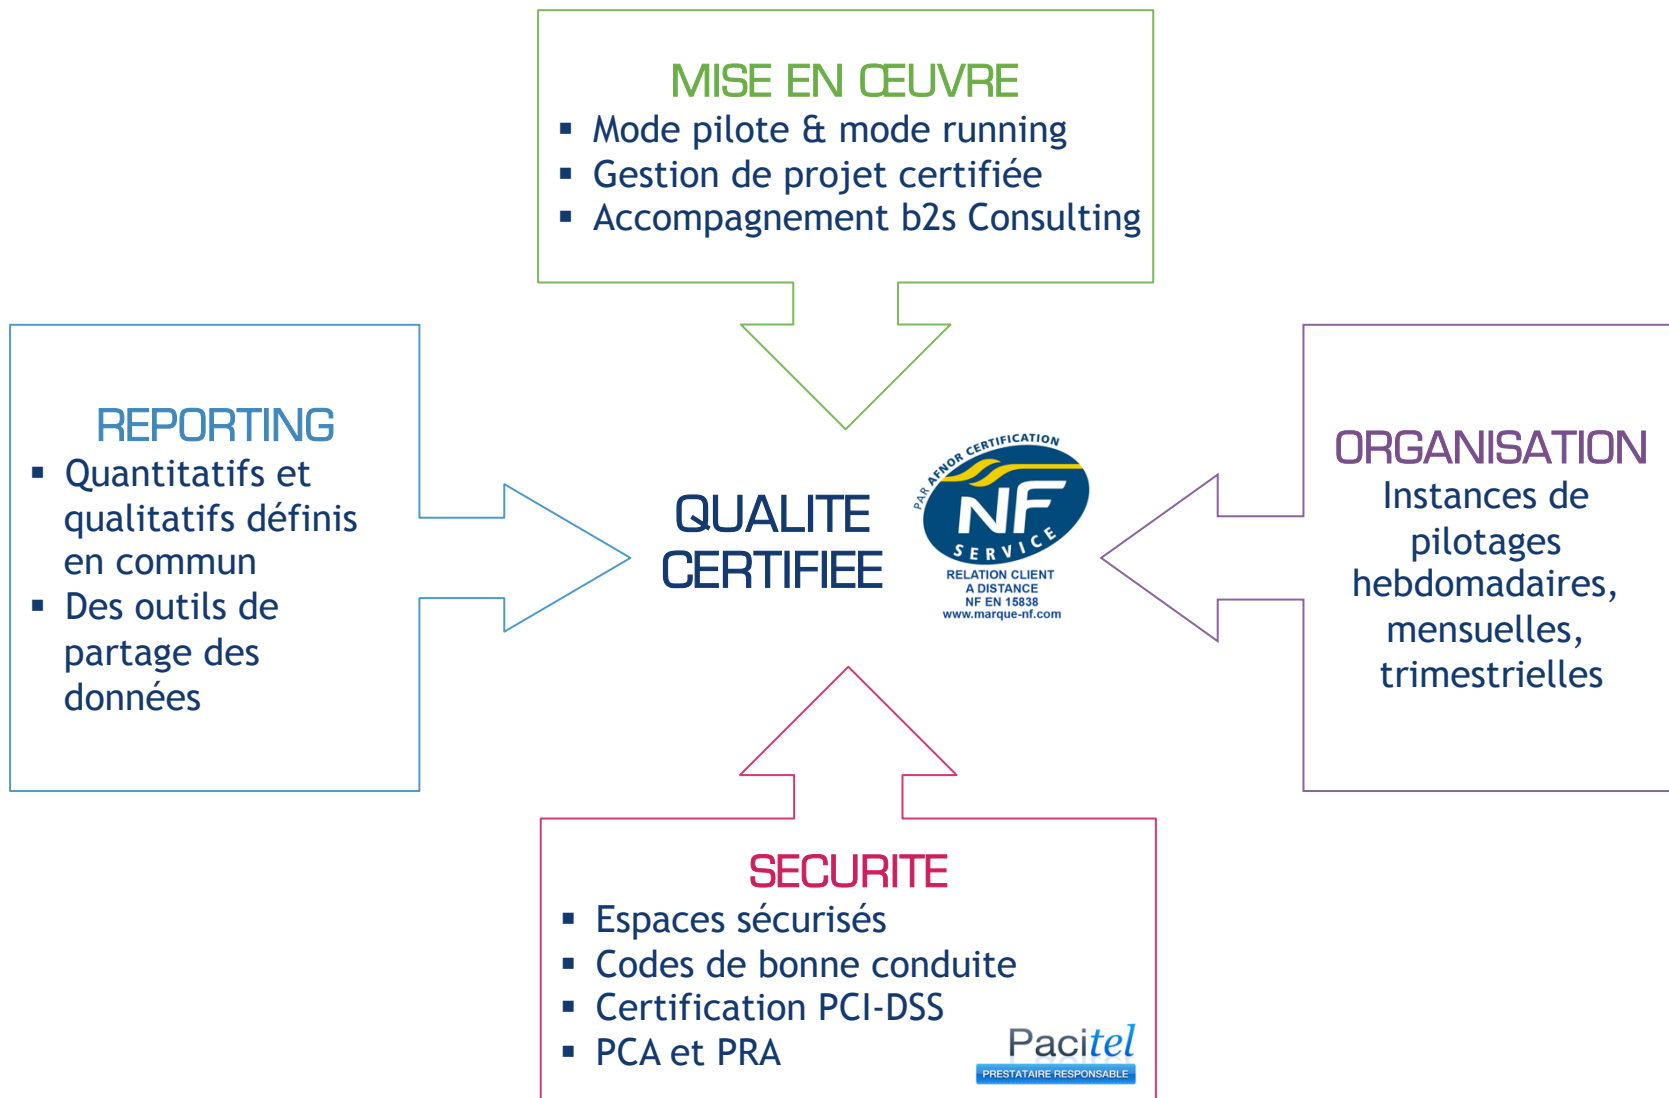 MISE EN ŒUVRE
▪ Mode pilote & mode running
▪ Gestion de projet certifiée
▪ Accompagnement b2s Consulting
REPORTING
▪ Quantitatifs et
qualitatifs définis
en commun
▪ Des outils de
partage des
données
QUALITE
CERTIFIEE
PAR AFNOR CERTIFICATION
NF
SERVICE
RELATION CLIENT
A DISTANCE
NF EN 15838
www.marque-nf.com
ORGANISATION
Instances de
pilotages
hebdomadaires,
mensuelles,
trimestrielles
SECURITE
▪ Espaces sécurisés
▪ Codes de bonne conduite
▪ Certification PCI-DSS
▪ PCA et PRA
Pacitel
PRESTATAIRE RESPONSABLE